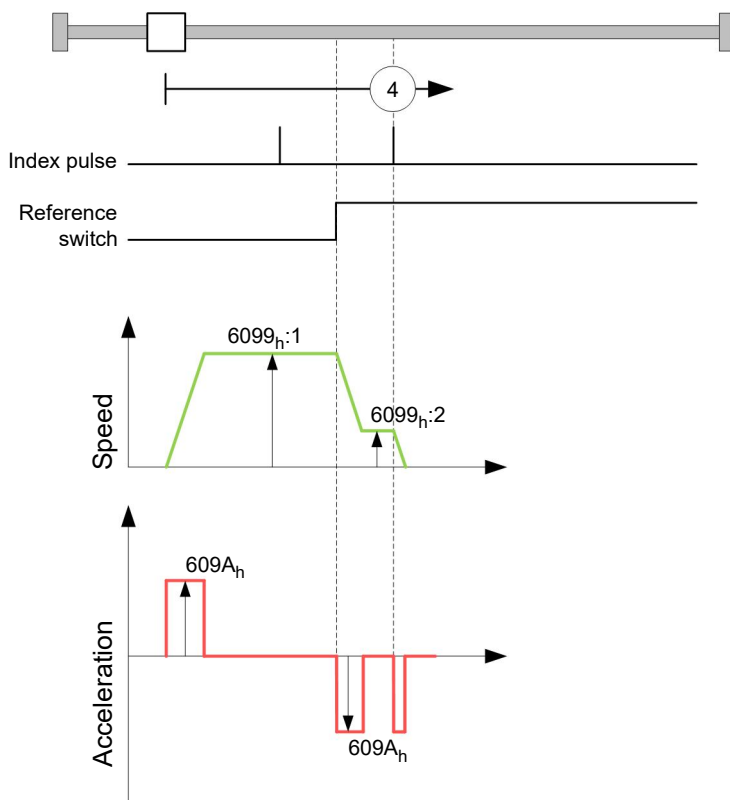 4
Index pulse
Reference
switch
6099h:1
6099h:2
Speed
609Ah
Acceleration
609Ah